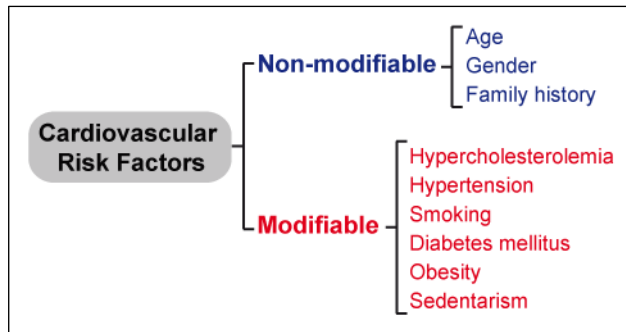 Cardiovascular
Risk Factors
Non-modifiable
Age
Gender
Family history
Modifiable
Hypercholesterolemia
Hypertension
Smoking
Diabetes mellitus
Obesity
Sedentarism